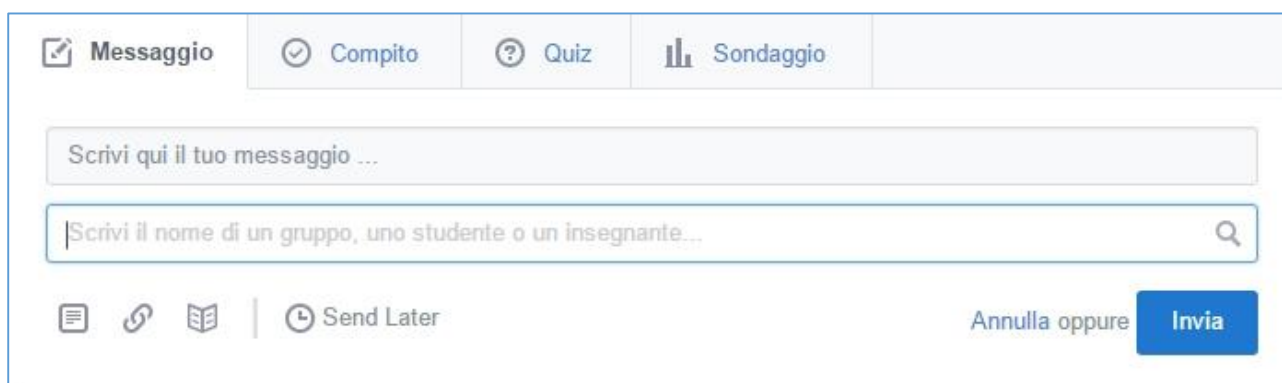 Messaggio Compito Quiz Sondaggio
Scrivi qui il tuo messaggio ...
Scrivi il nome di un gruppo, uno studente o un insegnante...
Send Later Annulla oppure Invia